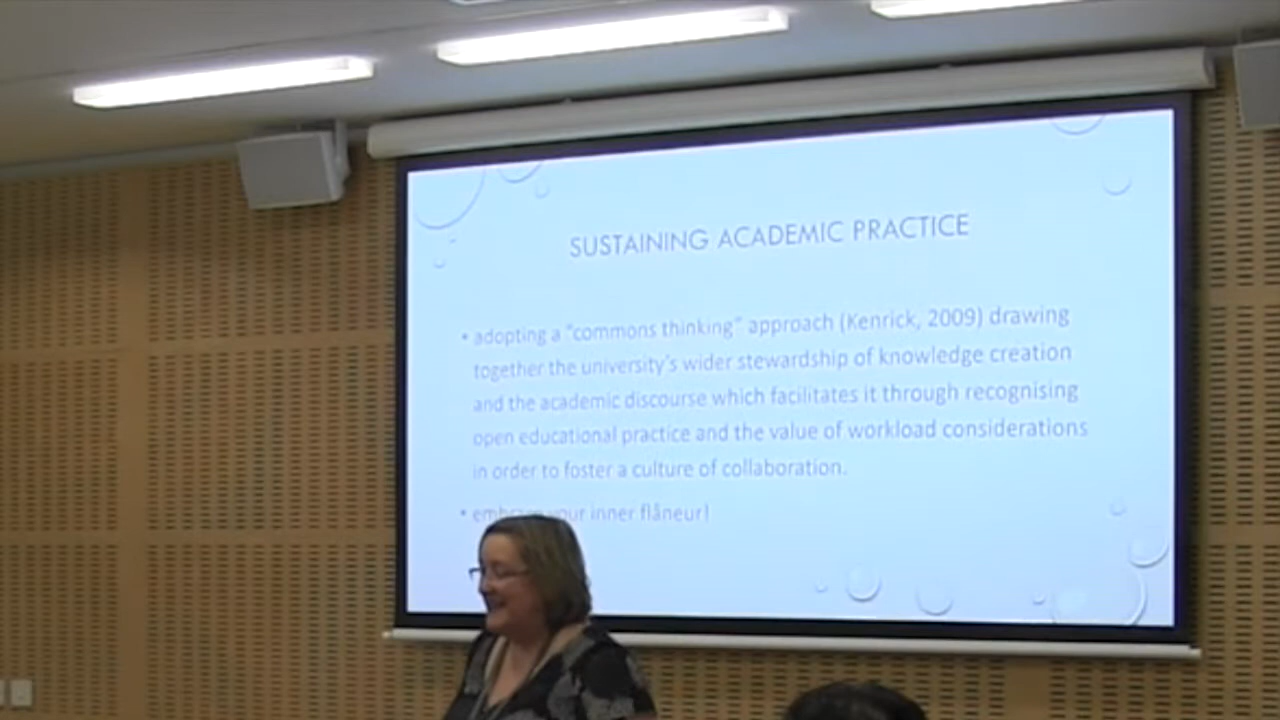 SUSTAINING ACADEMIC PRACTICE
• adopting a "commons thinking" approach (Kenrick, 2009) drawing
together the university's wider stewardship of knowledge creation
and the academic discourse which facilitates it through recognising
open educational practice and the value of workload considerations
in order to foster a culture of collaboration.
• embrace your inner flâneur!